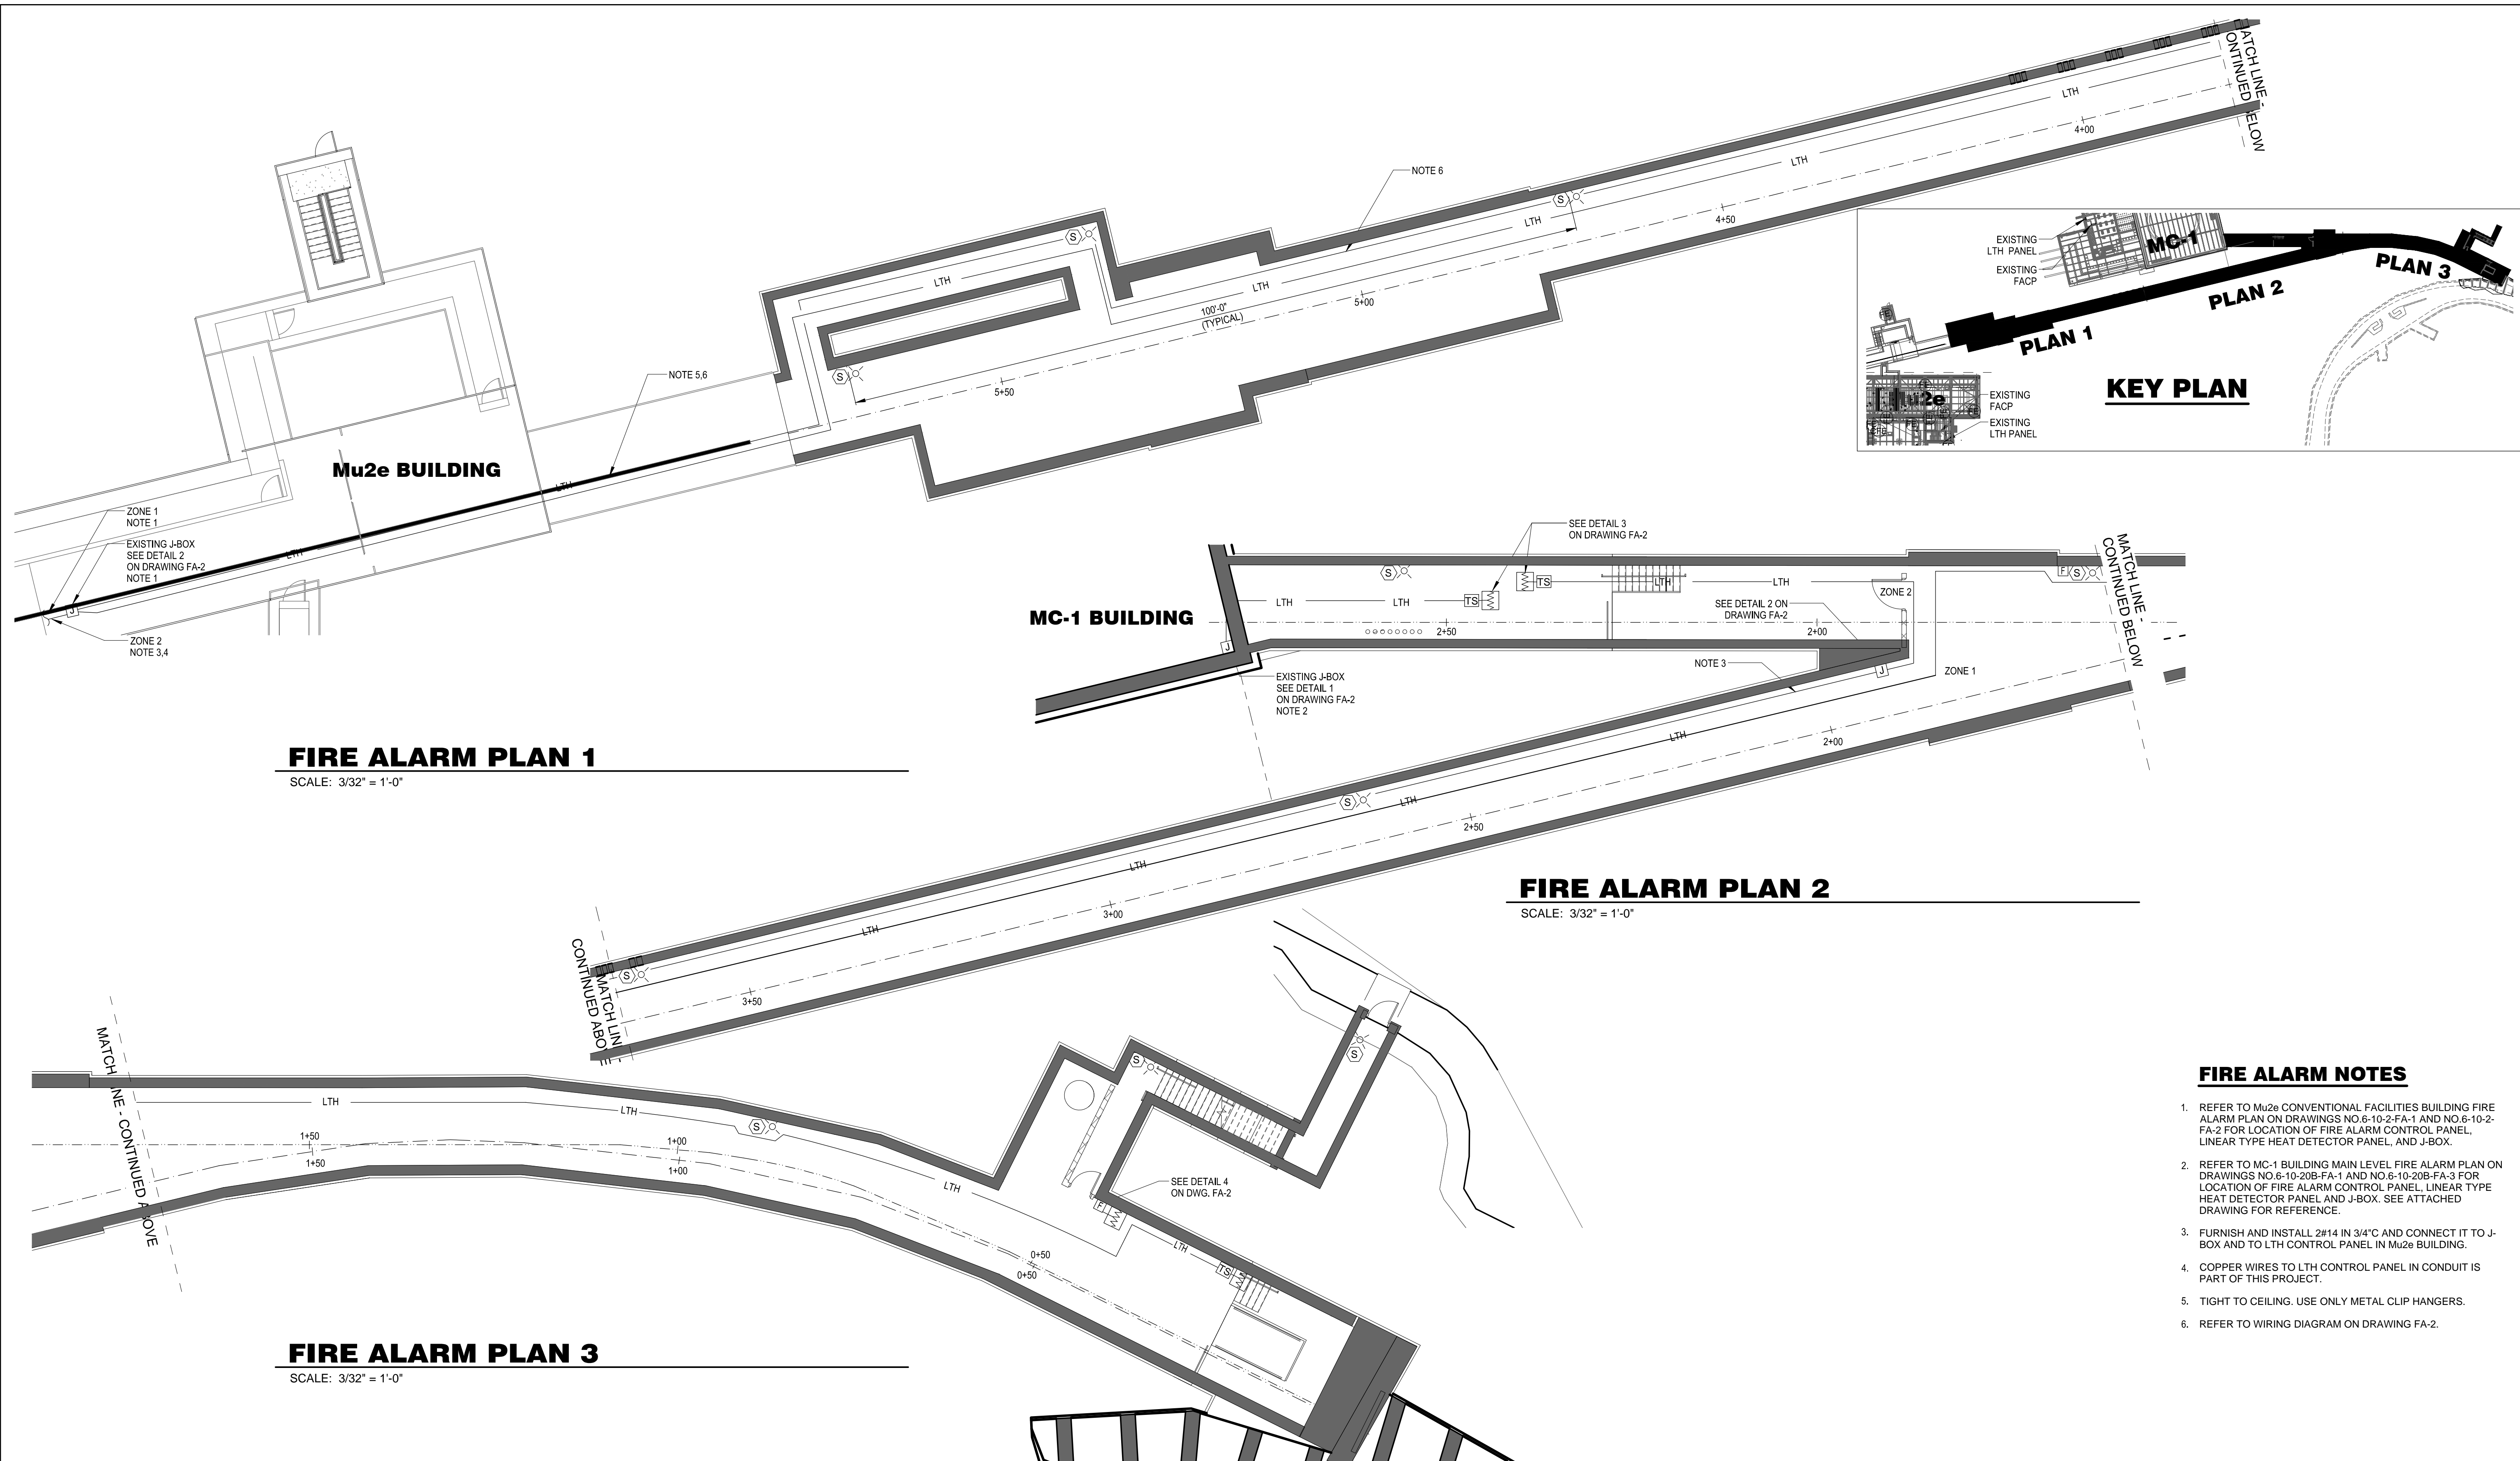 MATCH LINE -
CONTINUED BELOW
LTH
4+00
NOTE 6
LTH
S
LTH
4+50
S
LTH
LTH
5+00
100'-0"
(TYPICAL)
S
5+50
NOTE 5,6
Mu2e BUILDING
LTH
ZONE 1
NOTE 1
EXISTING J-BOX
SEE DETAIL 2
ON DRAWING FA-2
NOTE 1
LTH
J
ZONE 2
NOTE 3,4
FIRE ALARM PLAN 1
SCALE: 3/32" = 1'-0"
EXISTING
LTH PANEL
EXISTING
FACP
MC-1
PLAN 3
PLAN 2
PLAN 1
KEY PLAN
Mu2e
EXISTING
FACP
EXISTING
LTH PANEL
SEE DETAIL 3
ON DRAWING FA-2
MATCH LINE -
CONTINUED BELOW
S
TS
LTH
LTH
F
S
ZONE 2
LTH
LTH
TS
SEE DETAIL 2 ON
DRAWING FA-2
MC-1 BUILDING
2+50
2+00
J
NOTE 3
J
ZONE 1
EXISTING J-BOX
SEE DETAIL 1
ON DRAWING FA-2
NOTE 2
LTH
2+00
S
LTH
2+50
LTH
3+00
LTH
FIRE ALARM PLAN 2
SCALE: 3/32" = 1'-0"
MATCH LINE -
CONTINUED ABOVE
S
3+50
MATCH LINE - CONTINUED ABOVE
LTH
LTH
S
S
S
1+50
1+50
1+00
1+00
LTH
SEE DETAIL 4
ON DWG. FA-2
F
LTH
TS
0+50
0+50
FIRE ALARM PLAN 3
SCALE: 3/32" = 1'-0"
FIRE ALARM NOTES
1. REFER TO Mu2e CONVENTIONAL FACILITIES BUILDING FIRE
ALARM PLAN ON DRAWINGS NO.6-10-2-FA-1 AND NO.6-10-2-
FA-2 FOR LOCATION OF FIRE ALARM CONTROL PANEL,
LINEAR TYPE HEAT DETECTOR PANEL, AND J-BOX.
2. REFER TO MC-1 BUILDING MAIN LEVEL FIRE ALARM PLAN ON
DRAWINGS NO.6-10-20B-FA-1 AND NO.6-10-20B-FA-3 FOR
LOCATION OF FIRE ALARM CONTROL PANEL, LINEAR TYPE
HEAT DETECTOR PANEL AND J-BOX. SEE ATTACHED
DRAWING FOR REFERENCE.
3. FURNISH AND INSTALL 2#14 IN 3/4"C AND CONNECT IT TO J-
BOX AND TO LTH CONTROL PANEL IN Mu2e BUILDING.
4. COPPER WIRES TO LTH CONTROL PANEL IN CONDUIT IS
PART OF THIS PROJECT.
5. TIGHT TO CEILING. USE ONLY METAL CLIP HANGERS.
6. REFER TO WIRING DIAGRAM ON DRAWING FA-2.